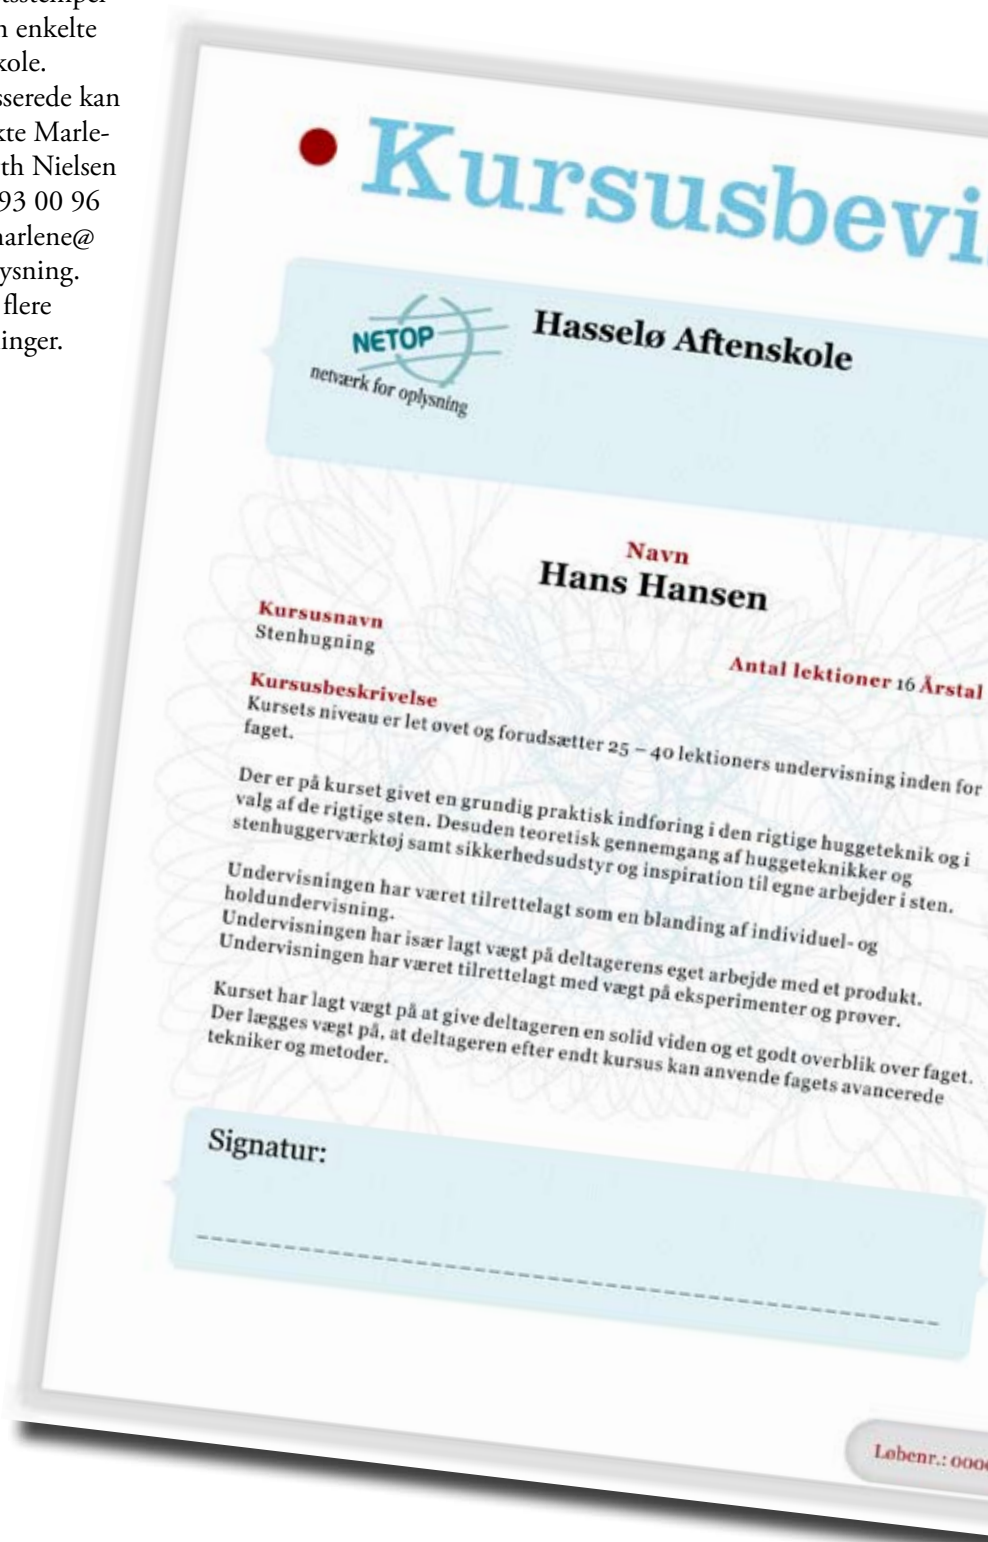 enkelte
kole.
sserede kan
kte Marle-
th Nielsen
93 00 96
marlene@
ysning.
flere
inger.
Kursusbevi
NETOP
netværk for oplysning
Hasselø Aftenskole
Navn
Hans Hansen
Kursusnavn
Stenhugning
Antal lektioner 16 Årstal
Kursusbeskrivelse
Kursets niveau er let øvet og forudsætter 25 – 40 lektioners undervisning inden for
faget.
Der er på kurset givet en grundig praktisk indføring i den rigtige huggeteknik og i
valg af de rigtige sten. Desuden teoretisk gennemgang af huggeteknikker og
stenhuggerværktøj samt sikkerhedsudstyr og inspiration til egne arbejder i sten.
Undervisningen har været tilrettelagt som en blanding af individuel- og
holdundervisning.
Undervisningen har især lagt vægt på deltagerens eget arbejde med et produkt.
Undervisningen har været tilrettelagt med vægt på eksperimenter og prøver.
Kurset har lagt vægt på at give deltageren en solid viden og et godt overblik over faget.
Der lægges vægt på, at deltageren efter endt kursus kan anvende fagets avancerede
tekniker og metoder.
Signatur:
Løbenr.: 000